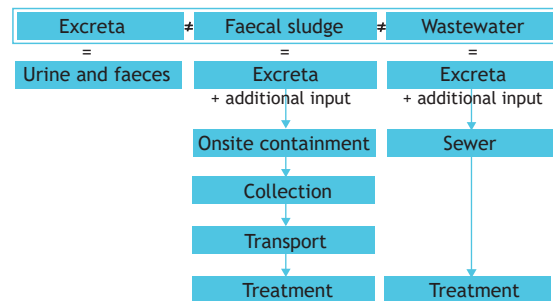 Excreta ≠ Faecal sludge ≠ Wastewater
= = =
Urine and faeces Excreta Excreta
+ additional input + additional input
Onsite containment Sewer
Collection
Transport
Treatment Treatment